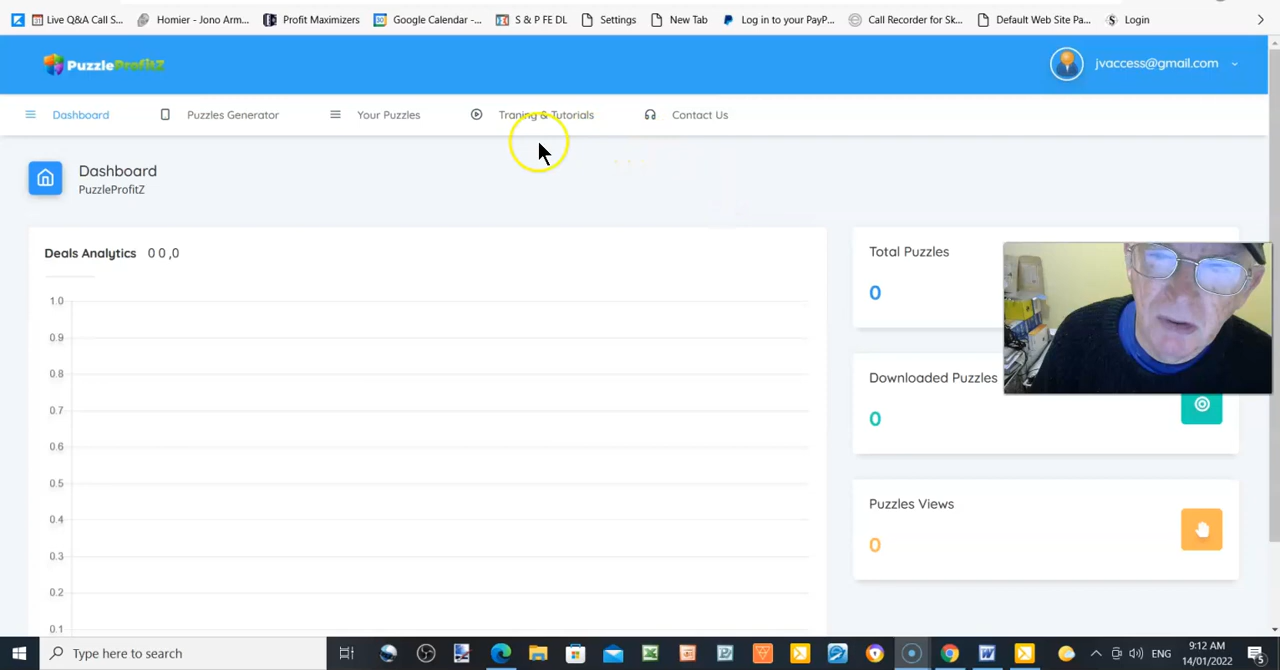 Live Q&A Call S...
Homier - Jono Arm...
Profit Maximizers
Google Calendar -...
S & P FE DL
Settings
New Tab
Log in to your PayP...
Call Recorder for Sk...
Default Web Site Pa...
Login
PuzzleProfitZ
jvaccess@gmail.com
Dashboard
Puzzles Generator
Your Puzzles
Traning & Tutorials
Contact Us
Dashboard
PuzzleProfitZ
Deals Analytics 0 0 ,0
1.0
0.9
0.8
0.7
0.6
0.5
0.4
0.3
0.2
0.1
Total Puzzles
0
Downloaded Puzzles
0
Puzzles Views
0
Type here to search
ENG
9:12 AM
14/01/2022
5